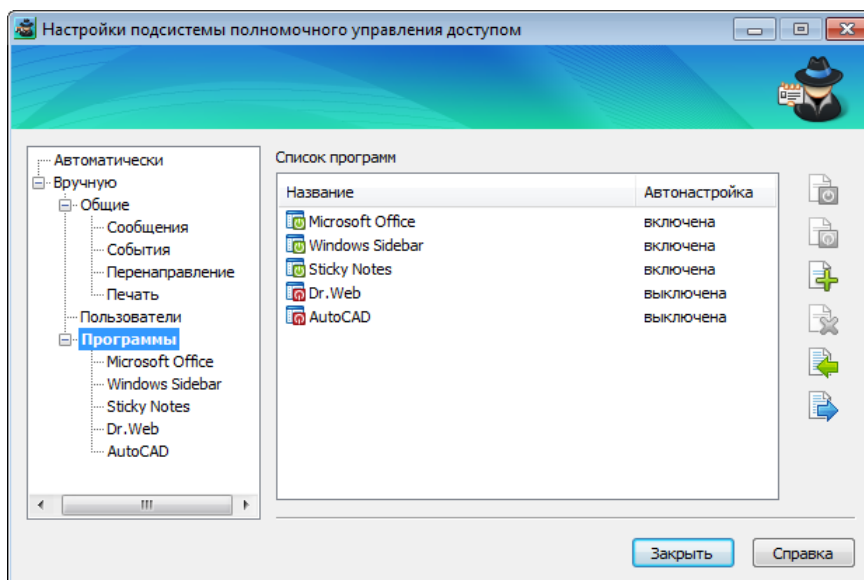 Настройки подсистемы полномочного управления доступом
Автоматически
Вручную
Общие
Сообщения
События
Перенаправление
Печать
Пользователи
Программы
Microsoft Office
Windows Sidebar
Sticky Notes
Dr.Web
AutoCAD
Список программ
Название Автонастройка
Microsoft Office включена
Windows Sidebar включена
Sticky Notes включена
Dr.Web выключена
AutoCAD выключена
Закрыть Справка